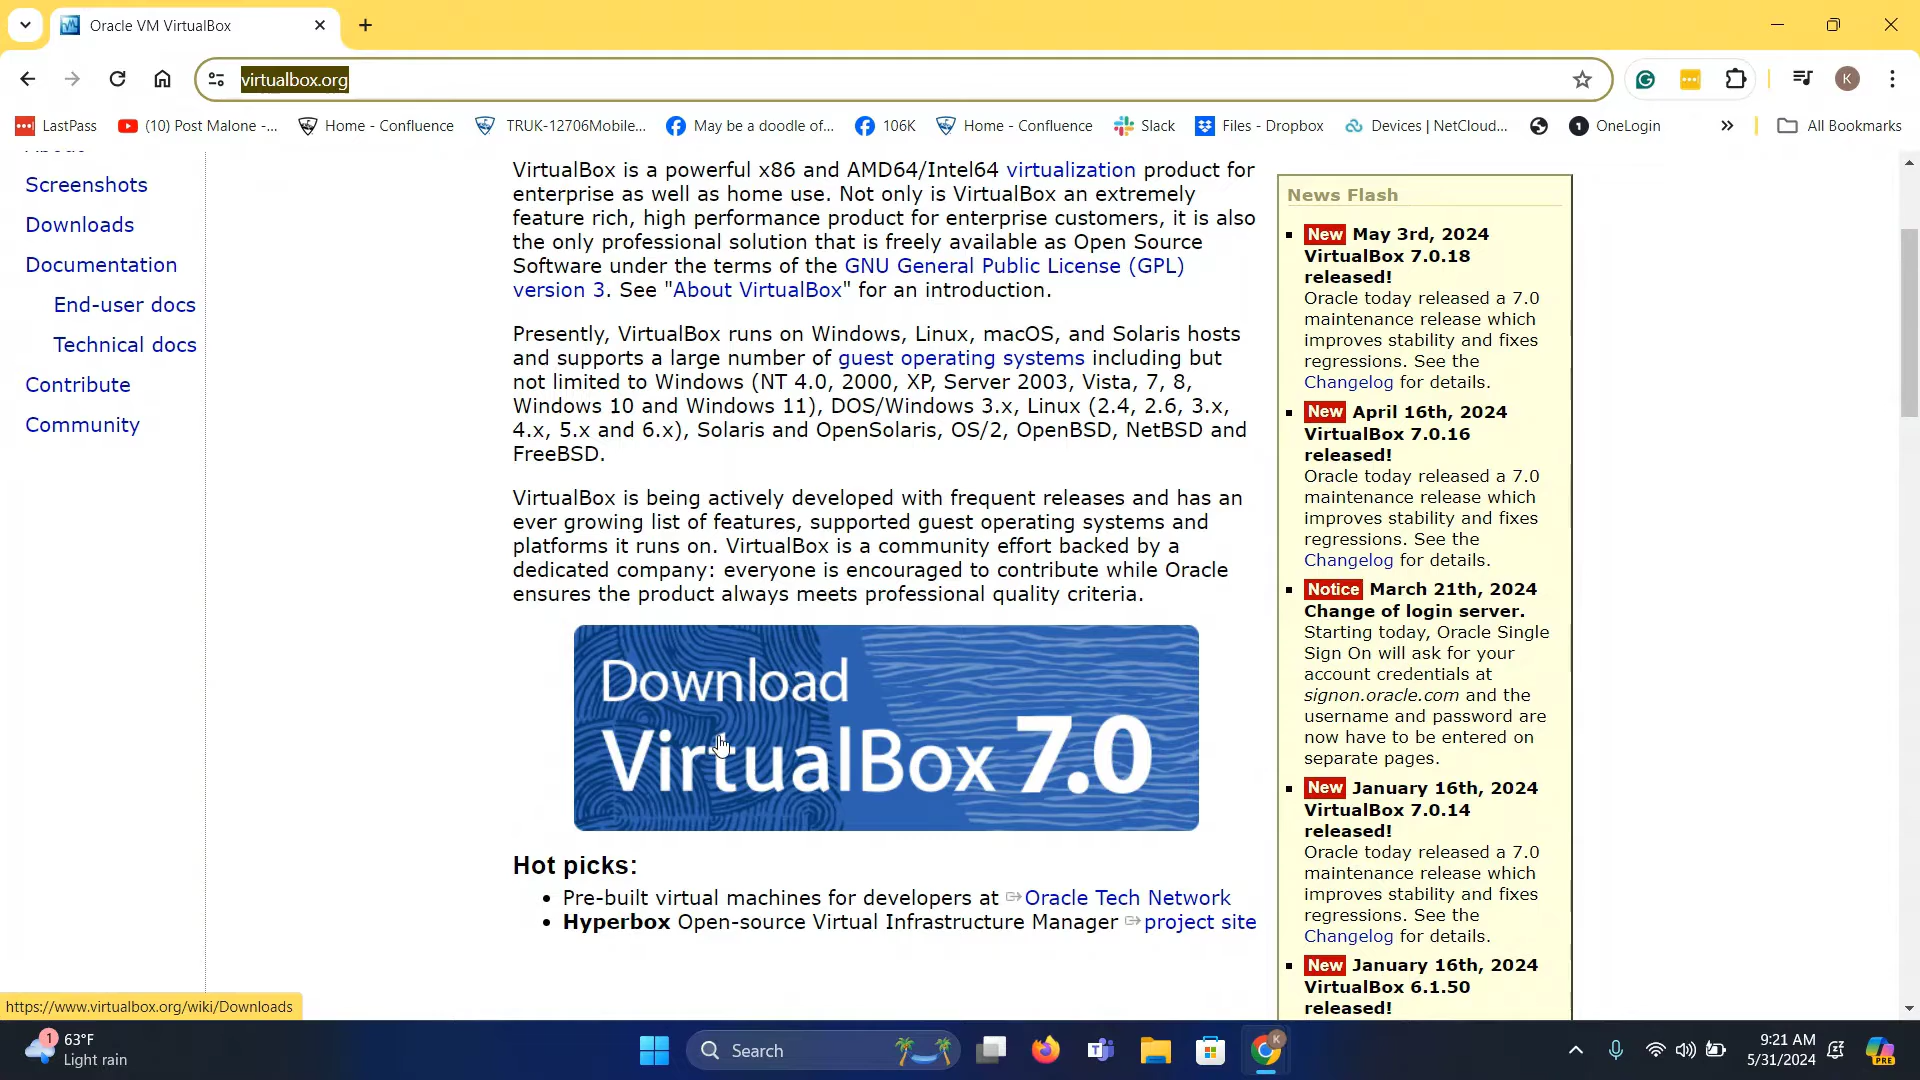 Oracle VM VirtualBox
virtualbox.org
LastPass
(10) Post Malone -...
Home - Confluence
TRUK-12706Mobile...
May be a doodle of...
106K
Home - Confluence
Slack
Files - Dropbox
Devices | NetCloud...
OneLogin
All Bookmarks
Screenshots
Downloads
Documentation
End-user docs
Technical docs
Contribute
Community
VirtualBox is a powerful x86 and AMD64/Intel64 virtualization product for
enterprise as well as home use. Not only is VirtualBox an extremely
feature rich, high performance product for enterprise customers, it is also
the only professional solution that is freely available as Open Source
Software under the terms of the GNU General Public License (GPL)
version 3. See "About VirtualBox" for an introduction.
Presently, VirtualBox runs on Windows, Linux, macOS, and Solaris hosts
and supports a large number of guest operating systems including but
not limited to Windows (NT 4.0, 2000, XP, Server 2003, Vista, 7, 8,
Windows 10 and Windows 11), DOS/Windows 3.x, Linux (2.4, 2.6, 3.x,
4.x, 5.x and 6.x), Solaris and OpenSolaris, OS/2, OpenBSD, NetBSD and
FreeBSD.
VirtualBox is being actively developed with frequent releases and has an
ever growing list of features, supported guest operating systems and
platforms it runs on. VirtualBox is a community effort backed by a
dedicated company: everyone is encouraged to contribute while Oracle
ensures the product always meets professional quality criteria.
Download
VirtualBox 7.0
Hot picks:
Pre-built virtual machines for developers at Oracle Tech Network
Hyperbox Open-source Virtual Infrastructure Manager project site
News Flash
New May 3rd, 2024
VirtualBox 7.0.18
released!
Oracle today released a 7.0
maintenance release which
improves stability and fixes
regressions. See the
Changelog for details.
New April 16th, 2024
VirtualBox 7.0.16
released!
Oracle today released a 7.0
maintenance release which
improves stability and fixes
regressions. See the
Changelog for details.
Notice March 21th, 2024
Change of login server.
Starting today, Oracle Single
Sign On will ask for your
account credentials at
signon.oracle.com and the
username and password are
now have to be entered on
separate pages.
New January 16th, 2024
VirtualBox 7.0.14
released!
Oracle today released a 7.0
maintenance release which
improves stability and fixes
regressions. See the
Changelog for details.
New January 16th, 2024
VirtualBox 6.1.50
released!
https://www.virtualbox.org/wiki/Downloads
1
63°F
Light rain
Search
K
9:21 AM
5/31/2024
PRE